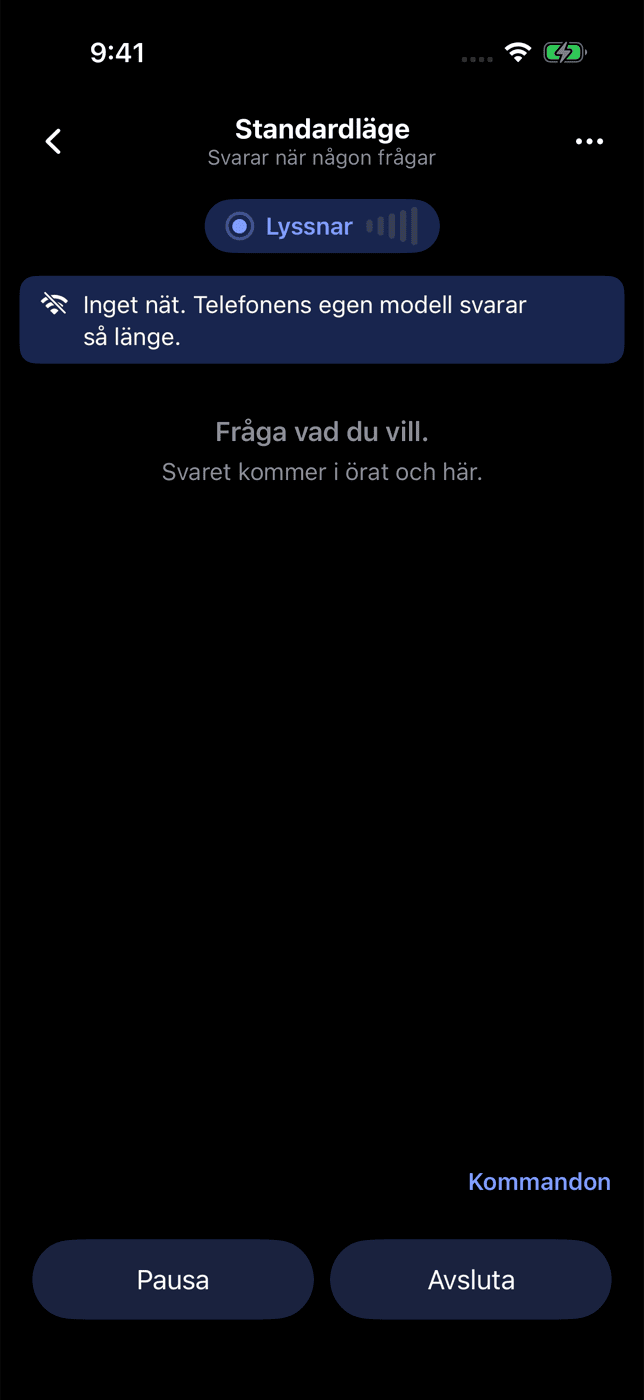 9:41
Standardläge
Svarar när någon frågar
Lyssnar
Inget nät. Telefonens egen modell svarar
så länge.
Fråga vad du vill.
Svaret kommer i örat och här.
Kommandon
Pausa
Avsluta